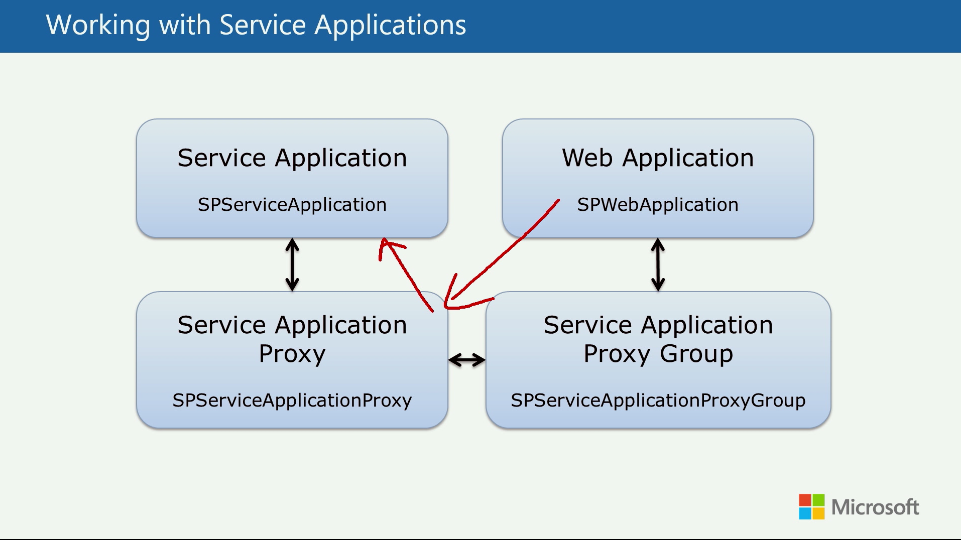 Working with Service Applications
Service Application
SPServiceApplication
Web Application
SPWebApplication
Service Application
Proxy
SPServiceApplicationProxy
Service Application
Proxy Group
SPServiceApplicationProxyGroup
Microsoft